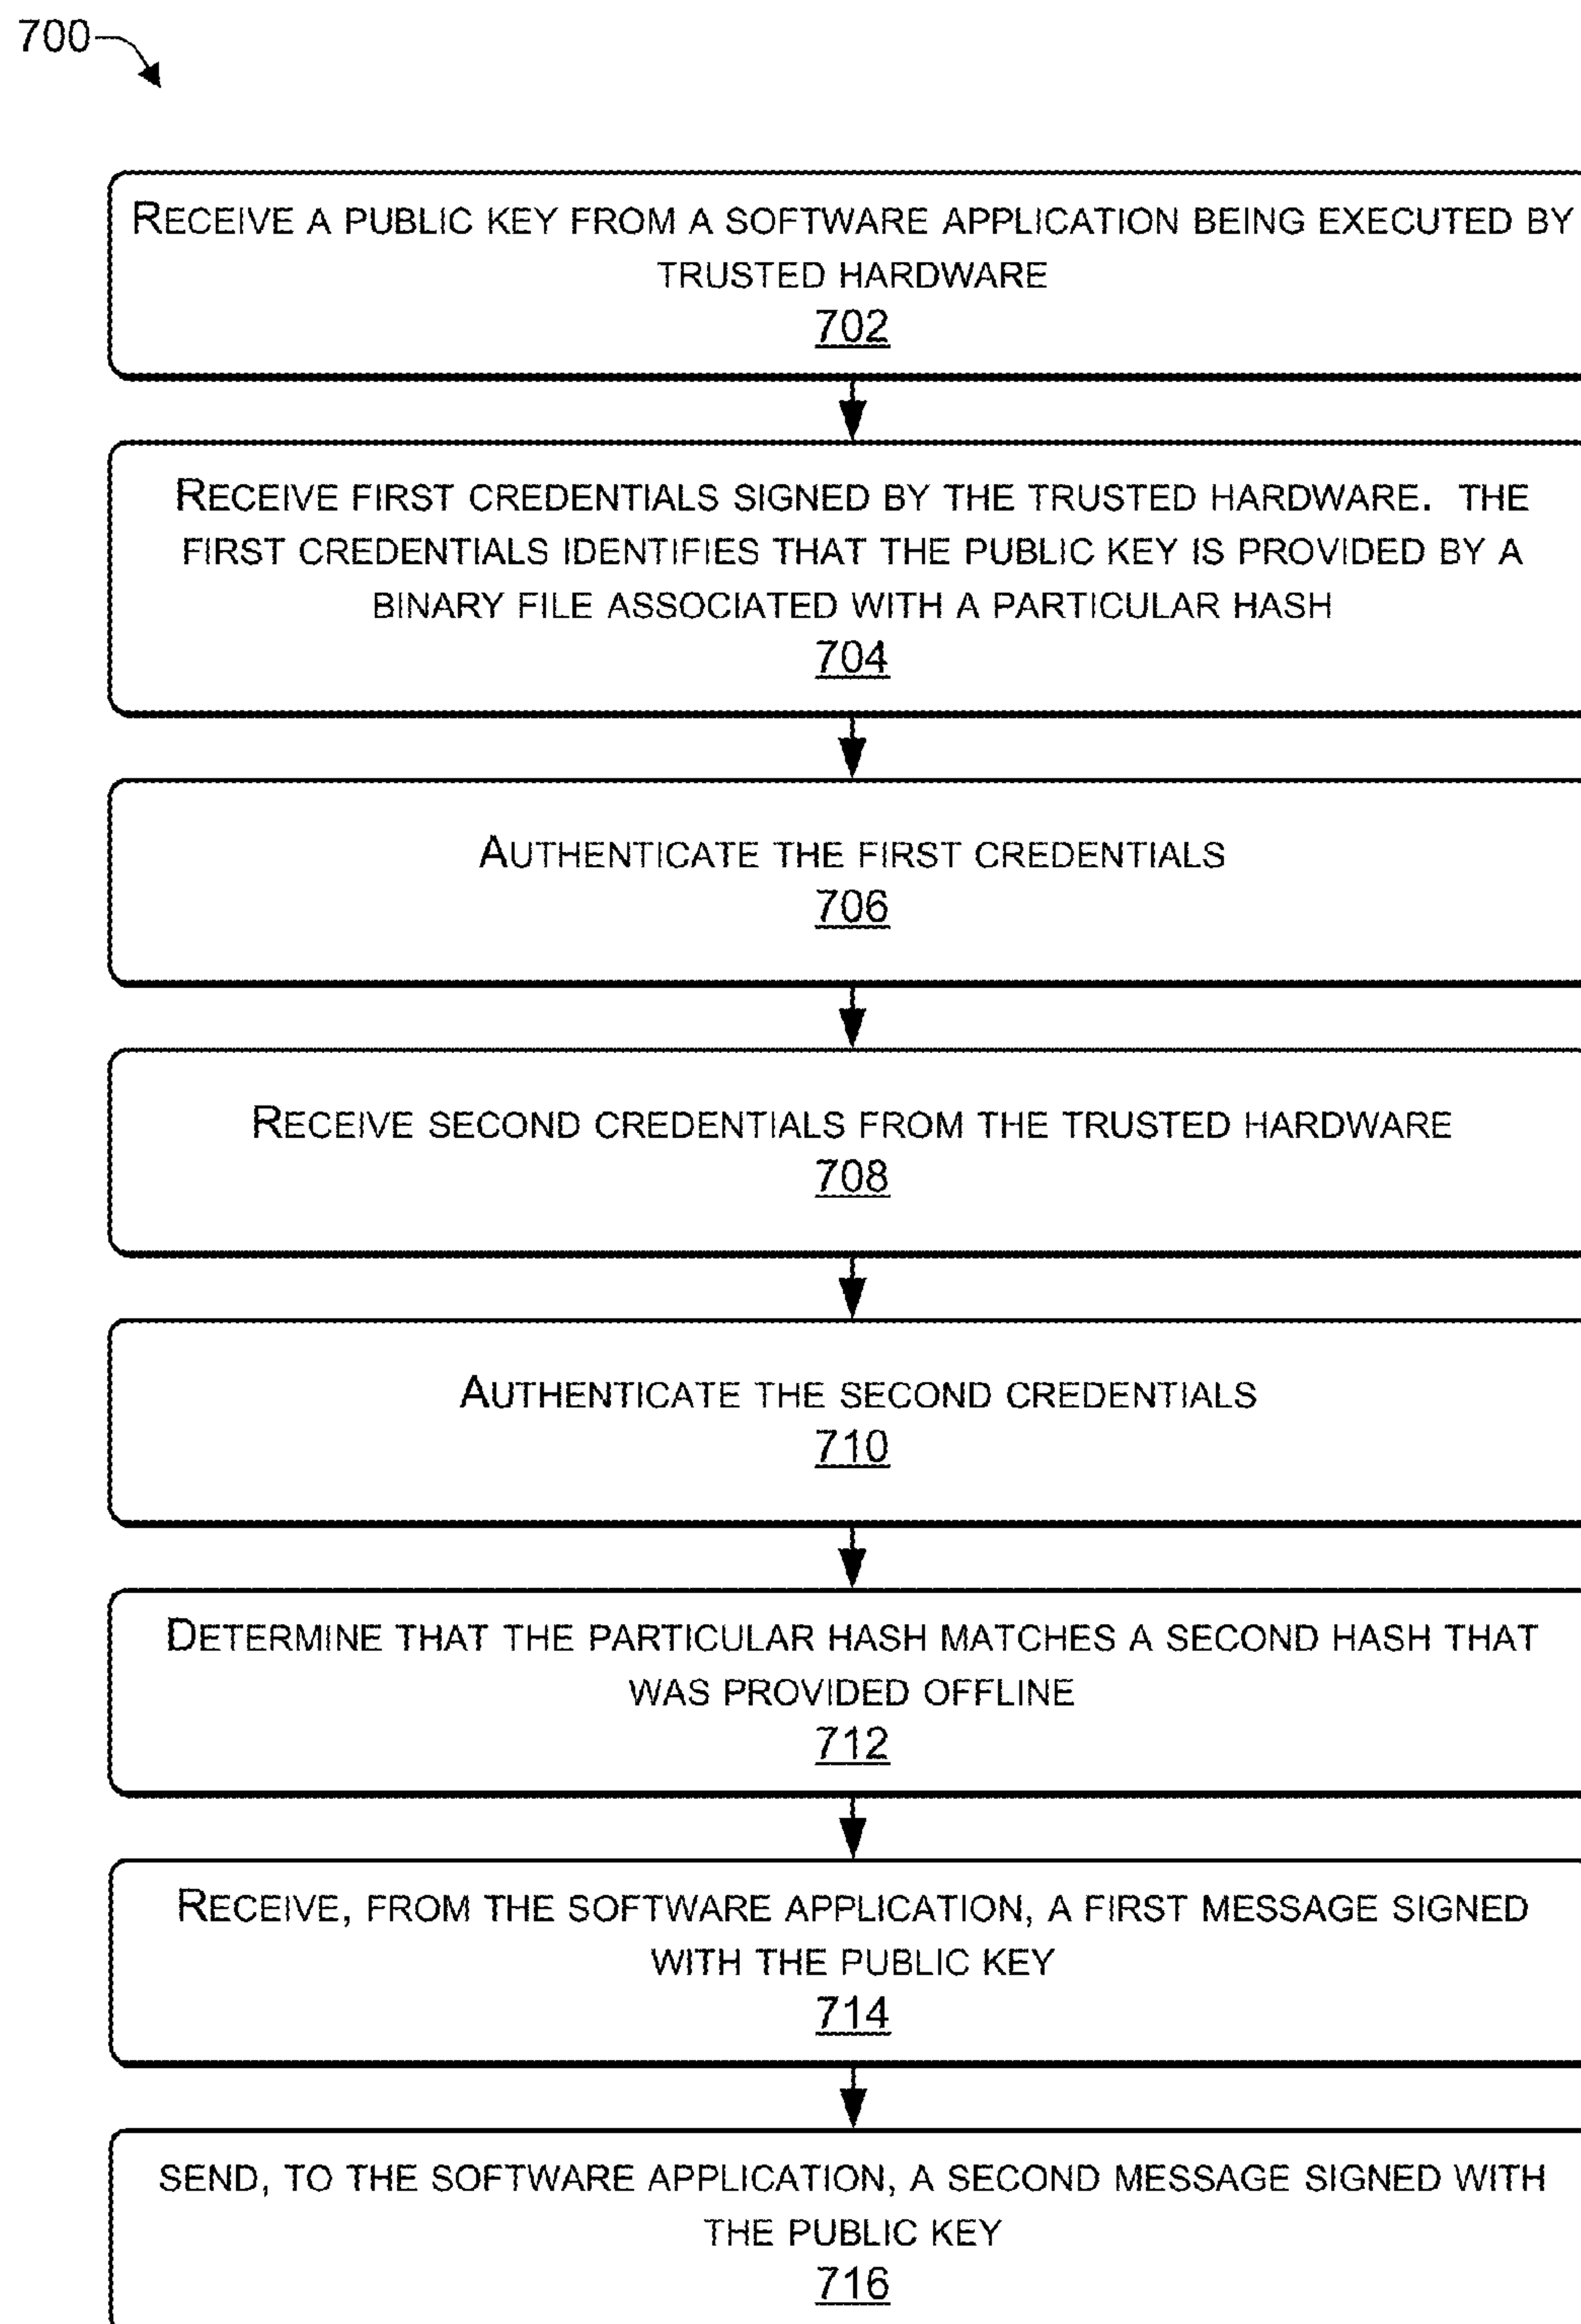 700
RECEIVE A PUBLIC KEY FROM A SOFTWARE APPLICATION BEING EXECUTED BY
TRUSTED HARDWARE
702
RECEIVE FIRST CREDENTIALS SIGNED BY THE TRUSTED HARDWARE. THE
FIRST CREDENTIALS IDENTIFIES THAT THE PUBLIC KEY IS PROVIDED BY A
BINARY FILE ASSOCIATED WITH A PARTICULAR HASH
704
AUTHENTICATE THE FIRST CREDENTIALS
706
RECEIVE SECOND CREDENTIALS FROM THE TRUSTED HARDWARE
708
AUTHENTICATE THE SECOND CREDENTIALS
710
DETERMINE THAT THE PARTICULAR HASH MATCHES A SECOND HASH THAT
WAS PROVIDED OFFLINE
712
RECEIVE, FROM THE SOFTWARE APPLICATION, A FIRST MESSAGE SIGNED
WITH THE PUBLIC KEY
714
SEND, TO THE SOFTWARE APPLICATION, A SECOND MESSAGE SIGNED WITH
THE PUBLIC KEY
716